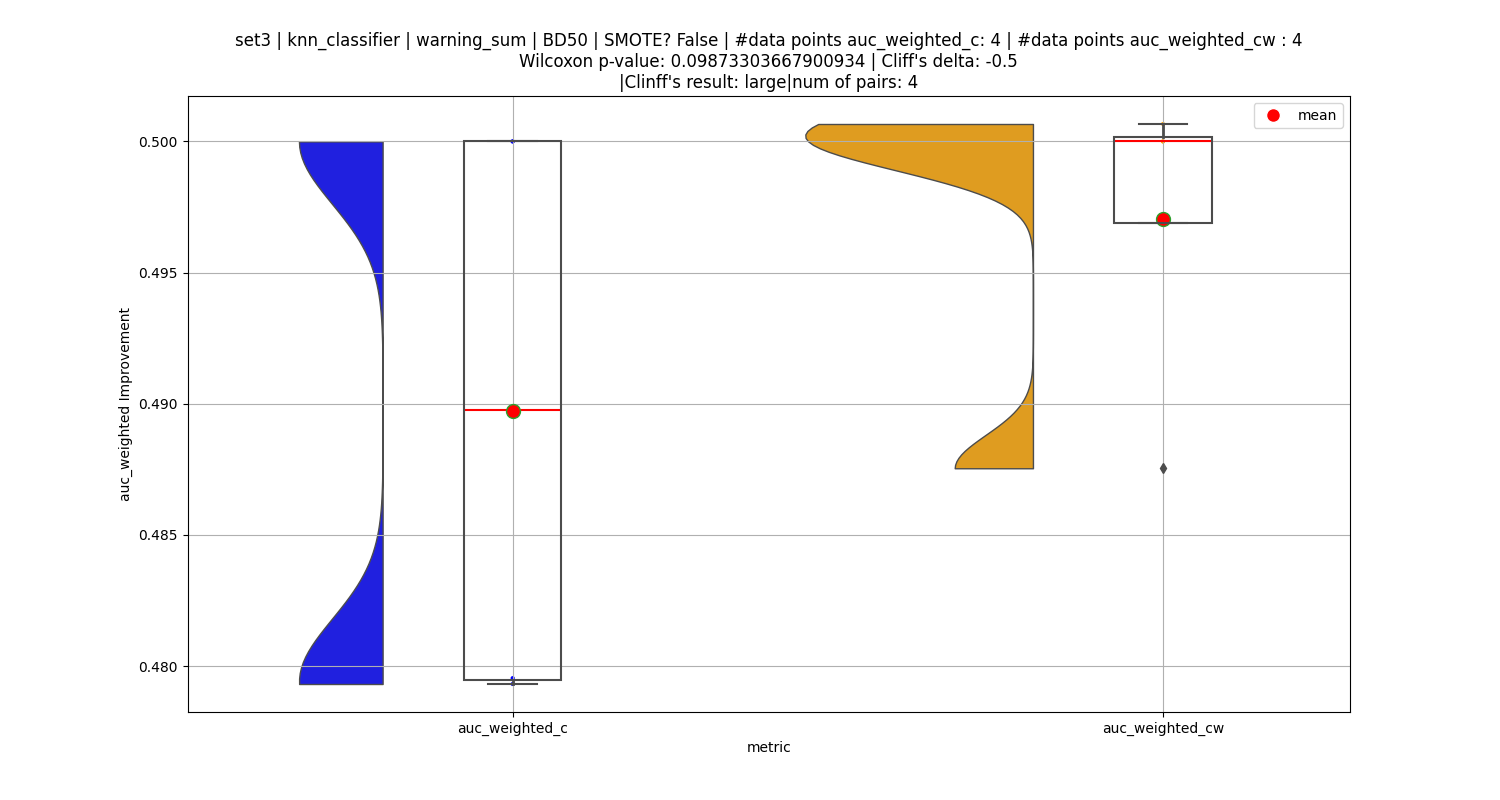 set3 | knn_classifier | warning_sum | BD50 | SMOTE? False | #data points auc_weighted_c: 4 | #data points auc_weighted_cw : 4
Wilcoxon p-value: 0.09873303667900934 | Cliff's delta: -0.5
|Clinff's result: large|num of pairs: 4
mean
0.500
0.495
0.490
0.485
0.480
auc_weighted Improvement
auc_weighted_c
auc_weighted_cw
metric